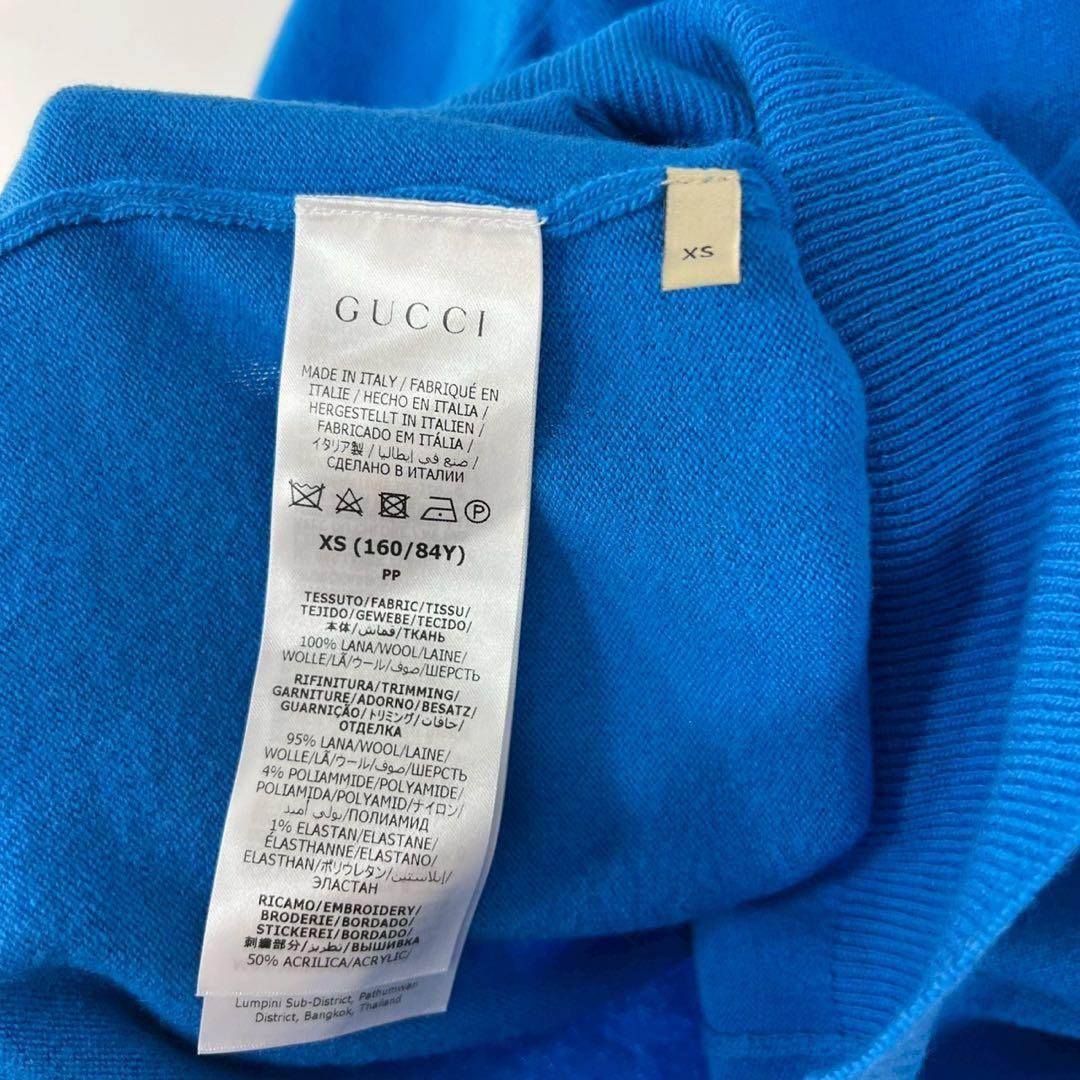 XS
GUCCI
MADE IN ITALY / FABRIQUÉ EN
ITALIE / HECHO EN ITALIA /
HERGESTELLT IN ITALIEN /
FABRICADO EM ITÁLIA /
イタリア製 / صنع في إيطاليا /
СДЕЛАНО В ИТАЛИИ
P
XS (160/84Y)
PP
TESSUTO/FABRIC/TISSU/
TEJIDO/GEWEBE/TECIDO/
本体/قماش/ТКАНЬ
100% LANA/WOOL/LAINE/
WOLLE/LÃ/ウール/صوف/ШЕРСТЬ
RIFINITURA/TRIMMING/
GARNITURE/ADORNO/BESATZ/
GUARNIÇÃO/トリミング/حافات/
ОТДЕЛКА
95% LANA/WOOL/LAINE/
WOLLE/LÃ/ウール/صوف/ШЕРСТЬ
4% POLIAMMIDE/POLYAMIDE/
POLIAMIDA/POLYAMID/ナイロン/
بولي أميد/ПОЛИАМИД
1% ELASTAN/ELASTANE/
ÉLASTHANNE/ELASTANO/
ELASTHAN/ポリウレタン/إيلاستين/
ЭЛАСТАН
RICAMO/EMBROIDERY/
BRODERIE/BORDADO/
STICKEREI/BORDADO/
刺繍部分/تطريز/ВЫШИВКА
50% ACRILICA/ACRYLIC/
Lumpini Sub-District, Pathumwan
District, Bangkok, Thailand